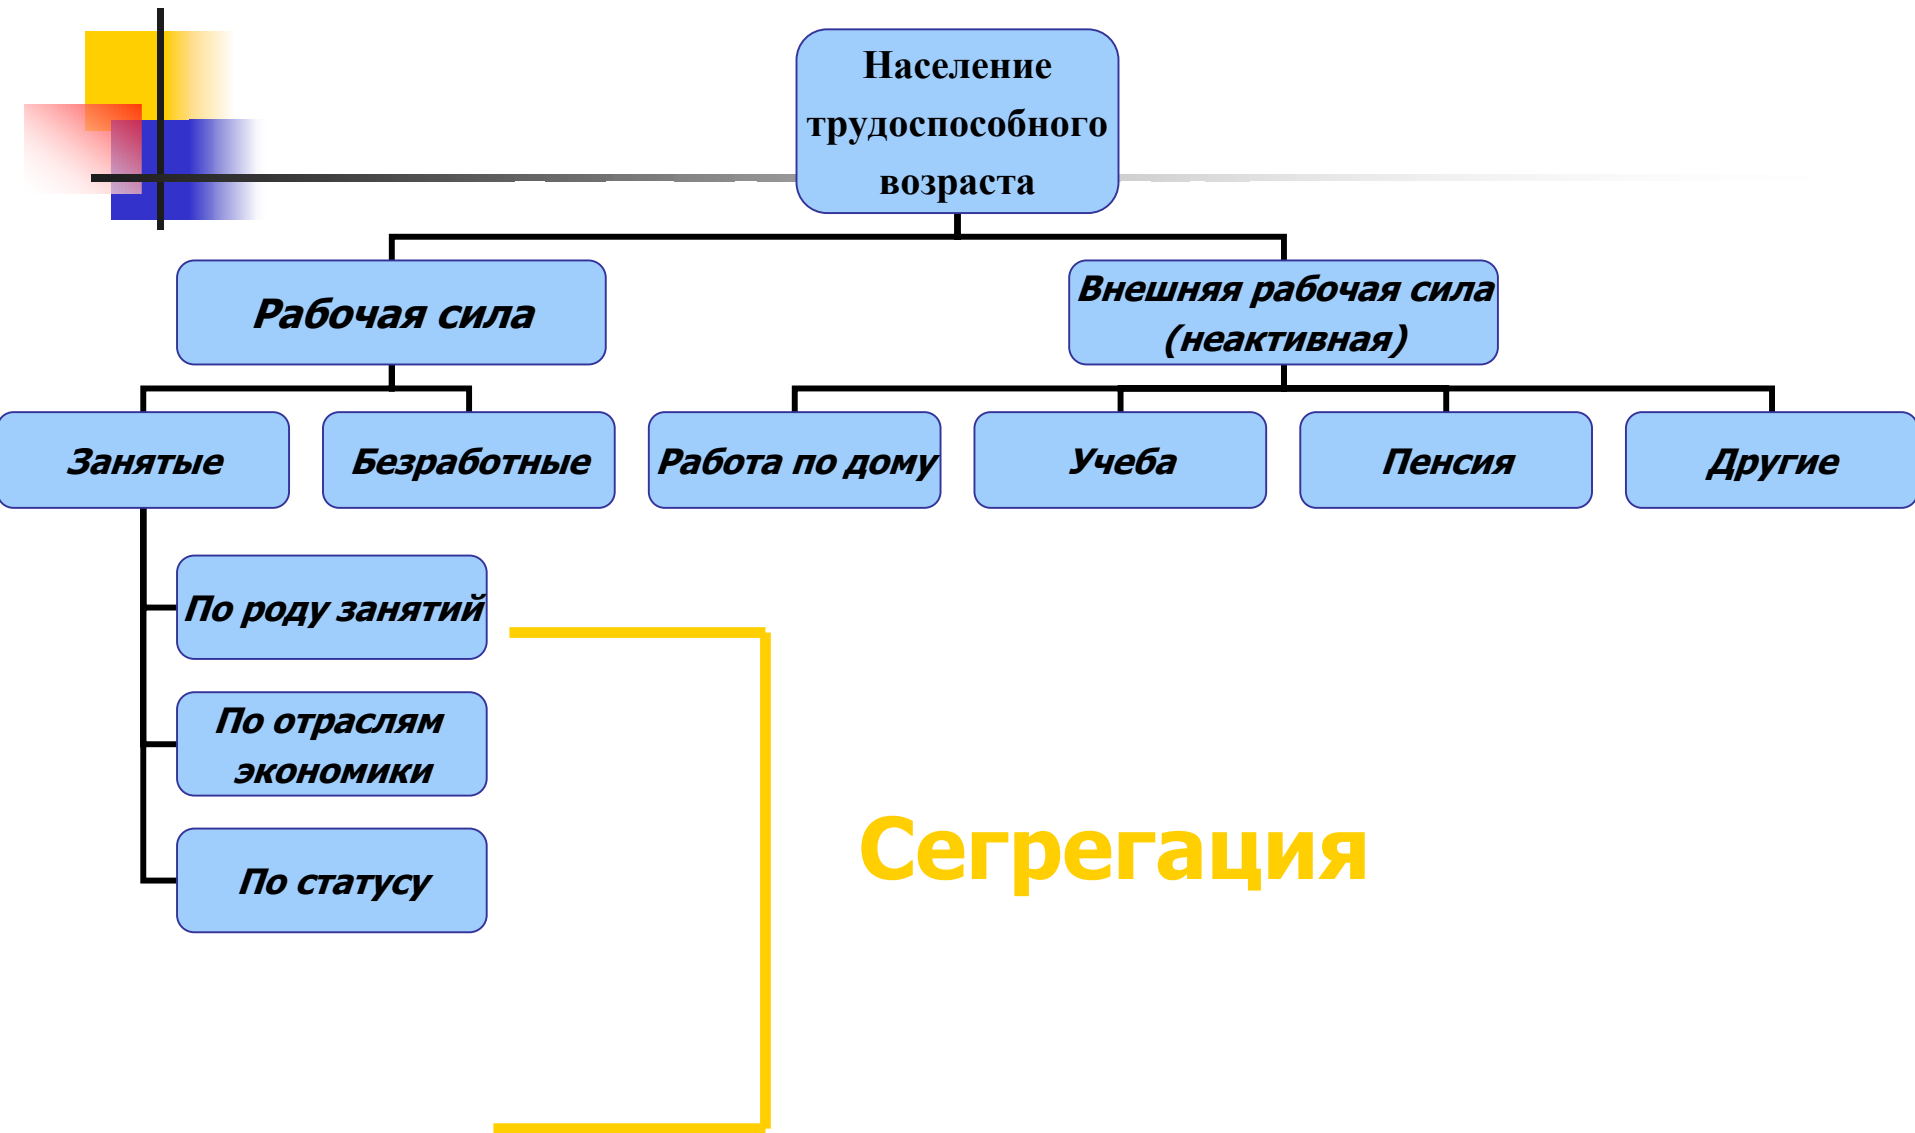 Население
трудоспособного
возраста
Рабочая сила
Внешняя рабочая сила
(неактивная)
Занятые
Безработные
Работа по дому
Учеба
Пенсия
Другие
По роду занятий
По отраслям
экономики
По статусу
Сегрегация